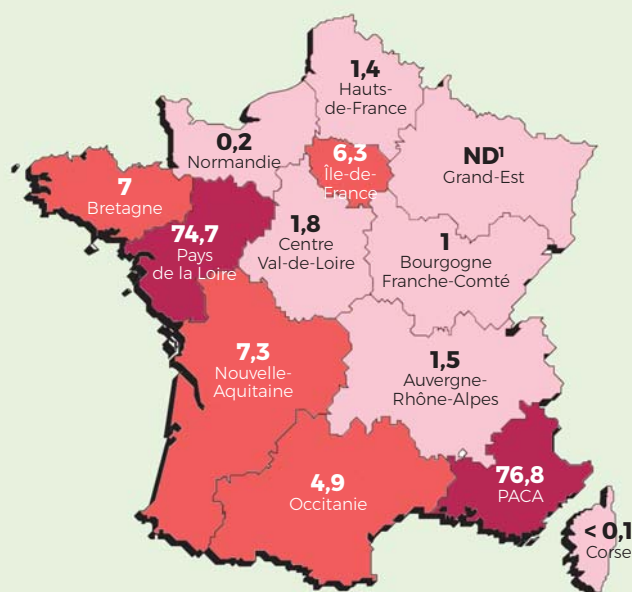 1,4
Hauts-
de-France
0,2
Normandie
6,3
Île-de-
France
ND¹
Grand-Est
7
Bretagne
74,7
Pays
de la Loire
1,8
Centre
Val-de-Loire
1
Bourgogne
Franche-Comté
7,3
Nouvelle-
Aquitaine
1,5
Auvergne-
Rhône-Alpes
4,9
Occitanie
76,8
PACA
< 0,1
Corse